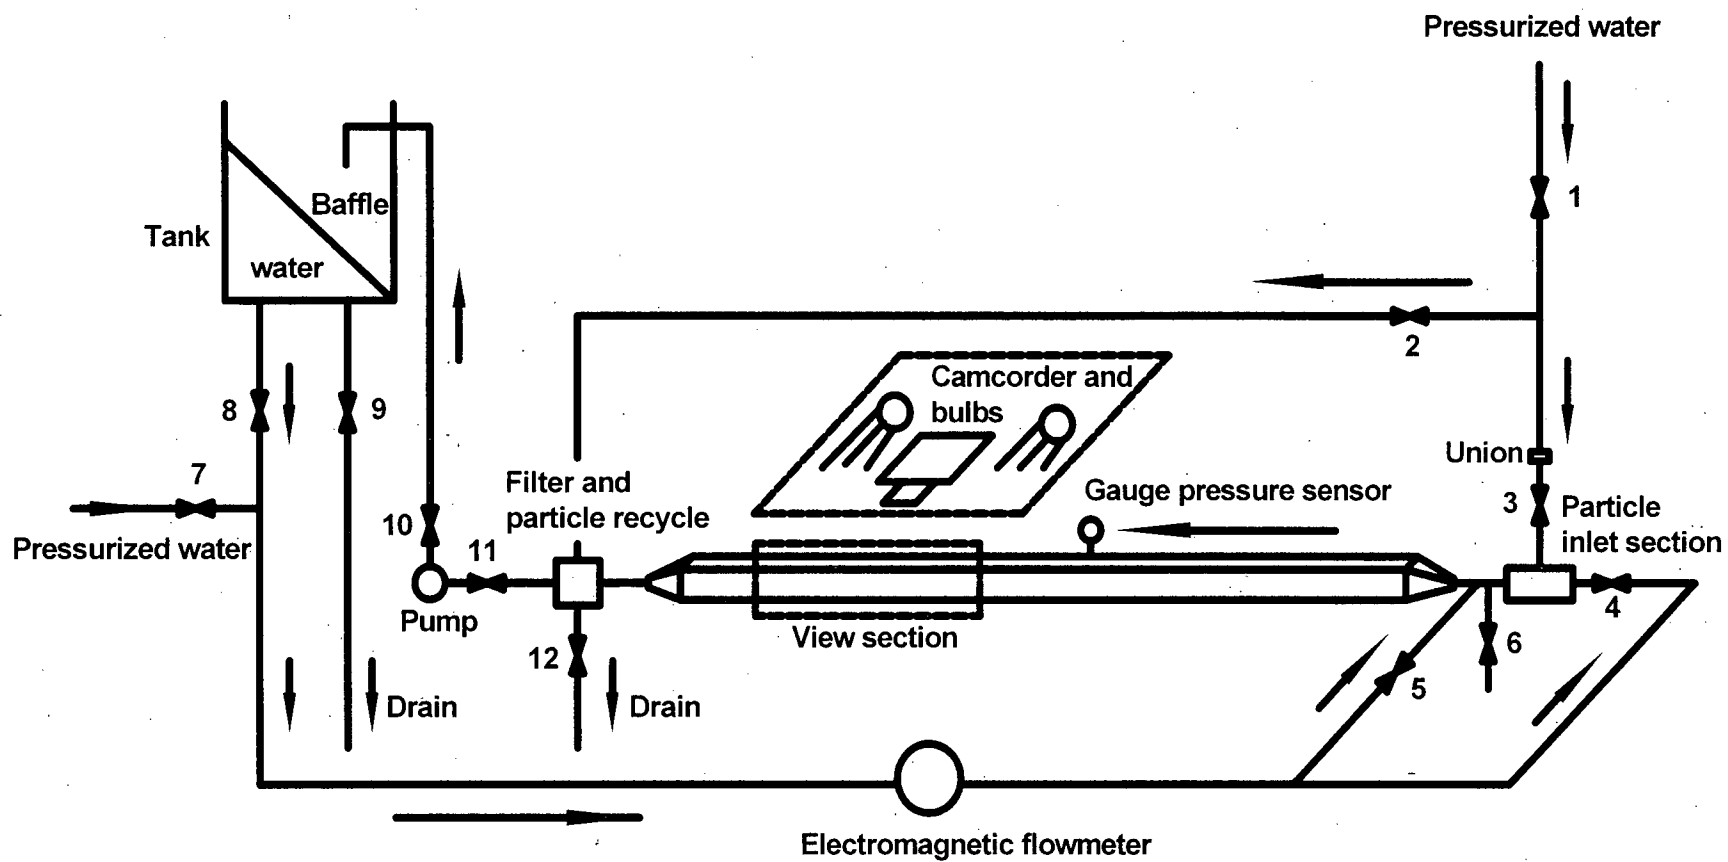 Pressurized water
1
Baffle
Tank
water
2
Camcorder and
bulbs
8
9
Union
7
Filter and
particle recycle
Gauge pressure sensor
3
Particle
inlet section
10
Pressurized water
11
Pump
View section
4
12
6
5
Drain
Drain
Electromagnetic flowmeter